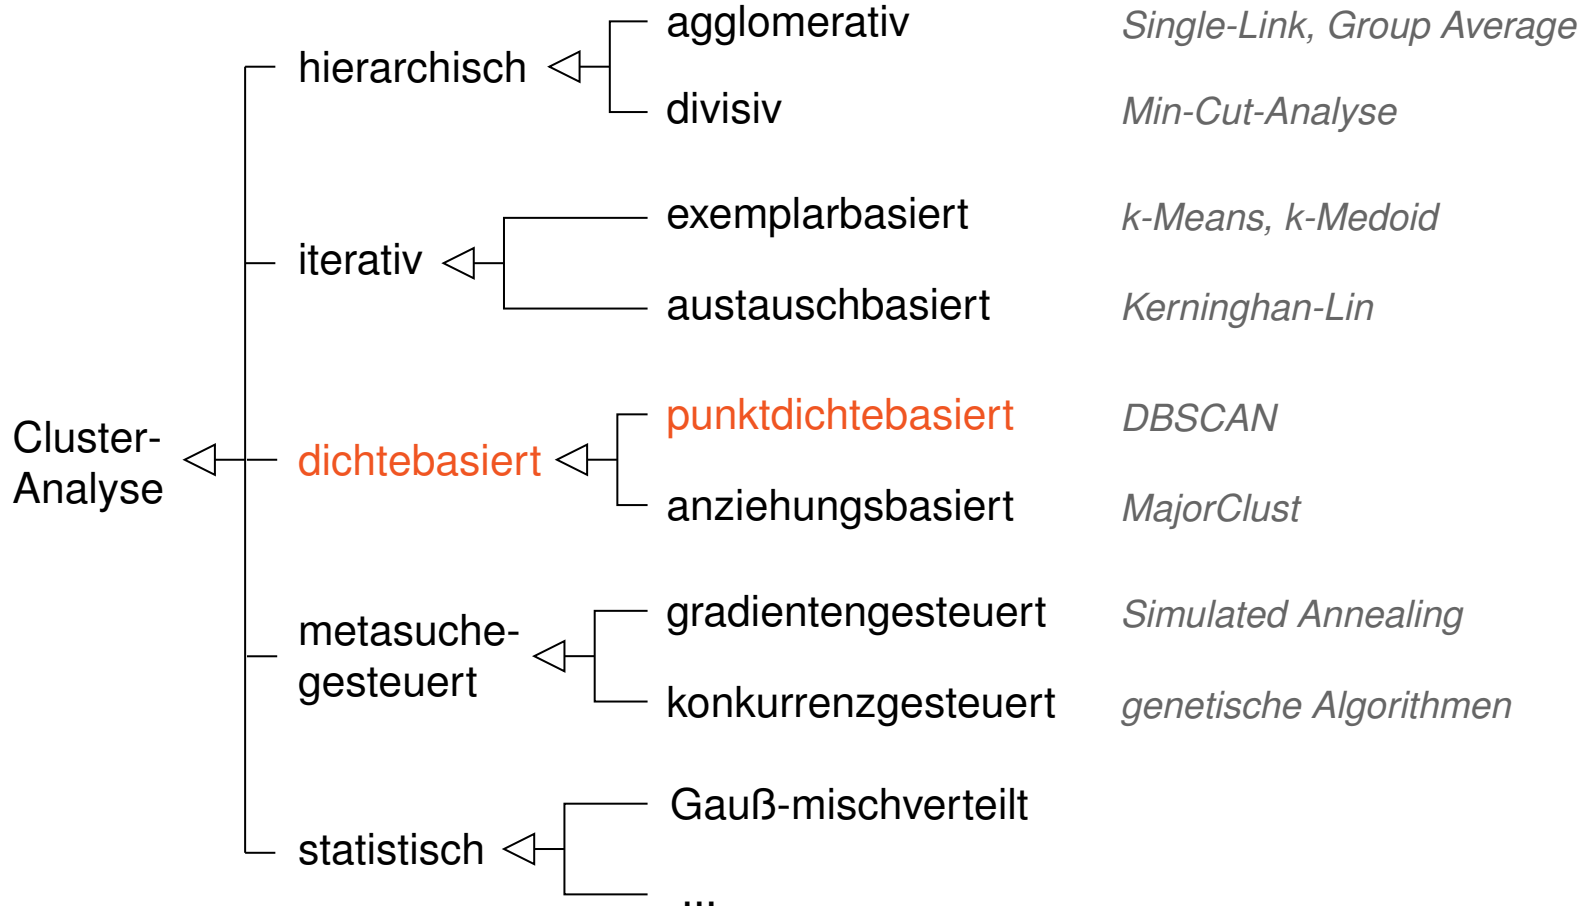 agglomerativ Single-Link, Group Average
hierarchisch
divisiv Min-Cut-Analyse
exemplarbasiert k-Means, k-Medoid
iterativ
austauschbasiert Kerninghan-Lin
punktdichtebasiert DBSCAN
Cluster-
Analyse
dichtebasiert
anziehungsbasiert MajorClust
gradientengesteuert Simulated Annealing
metasuche-
gesteuert
konkurrenzgesteuert genetische Algorithmen
Gauß-mischverteilt
statistisch
...